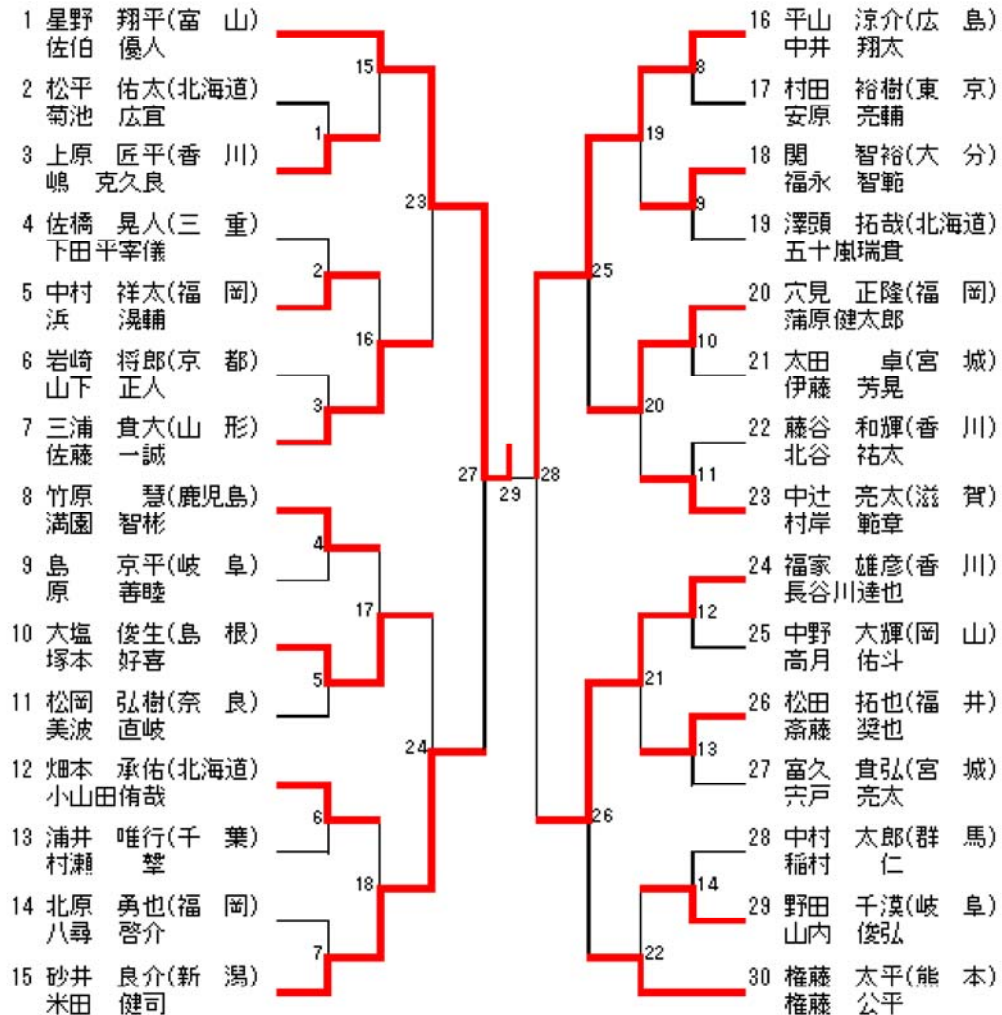 1 星野 翔平(富 山)
佐伯 優人
2 松平 佑太(北海道)
菊池 広宜
3 上原 匠平(香 川)
嶋 克久良
4 佐橋 晃人(三 重)
下田平宰儀
5 中村 祥太(福 岡)
浜 滉輔
6 岩崎 将郎(京 都)
山下 正人
7 三浦 貴大(山 形)
佐藤 一誠
8 竹原 慧(鹿児島)
満園 智彬
9 島 京平(岐 阜)
原 善睦
10 大塩 俊生(島 根)
塚本 好喜
11 松岡 弘樹(奈 良)
美波 直岐
12 畑本 承佑(北海道)
小山田侑哉
13 浦井 唯行(千 葉)
村瀬
14 北原 勇也(福 岡)
八尋 啓介
15 砂井 良介(新 潟)
米田 健司
15
1
23
2
16
3
27
4
17
5
24
6
18
7
29
28
8
19
9
25
10
20
11
12
21
13
26
14
22
16 平山 涼介(広 島)
中井 翔太
17 村田 裕樹(東 京)
安原 亮輔
18 関 智裕(大 分)
福永 智範
19 澤頭 拓哉(北海道)
五十嵐瑞貴
20 穴見 正隆(福 岡)
蒲原健太郎
21 太田 卓(宮 城)
伊藤 芳晃
22 藤谷 和輝(香 川)
北谷 祐太
23 中辻 亮太(滋 賀)
村岸 範章
24 福家 雄彦(香 川)
長谷川達也
25 中野 大輝(岡 山)
高月 佑斗
26 松田 拓也(福 井)
斎藤 奨也
27 富久 貴弘(宮 城)
宍戸 亮太
28 中村 太郎(群 馬)
稲村 仁
29 野田 千漠(岐 阜)
山内 俊弘
30 権藤 太平(熊 本)
権藤 公平